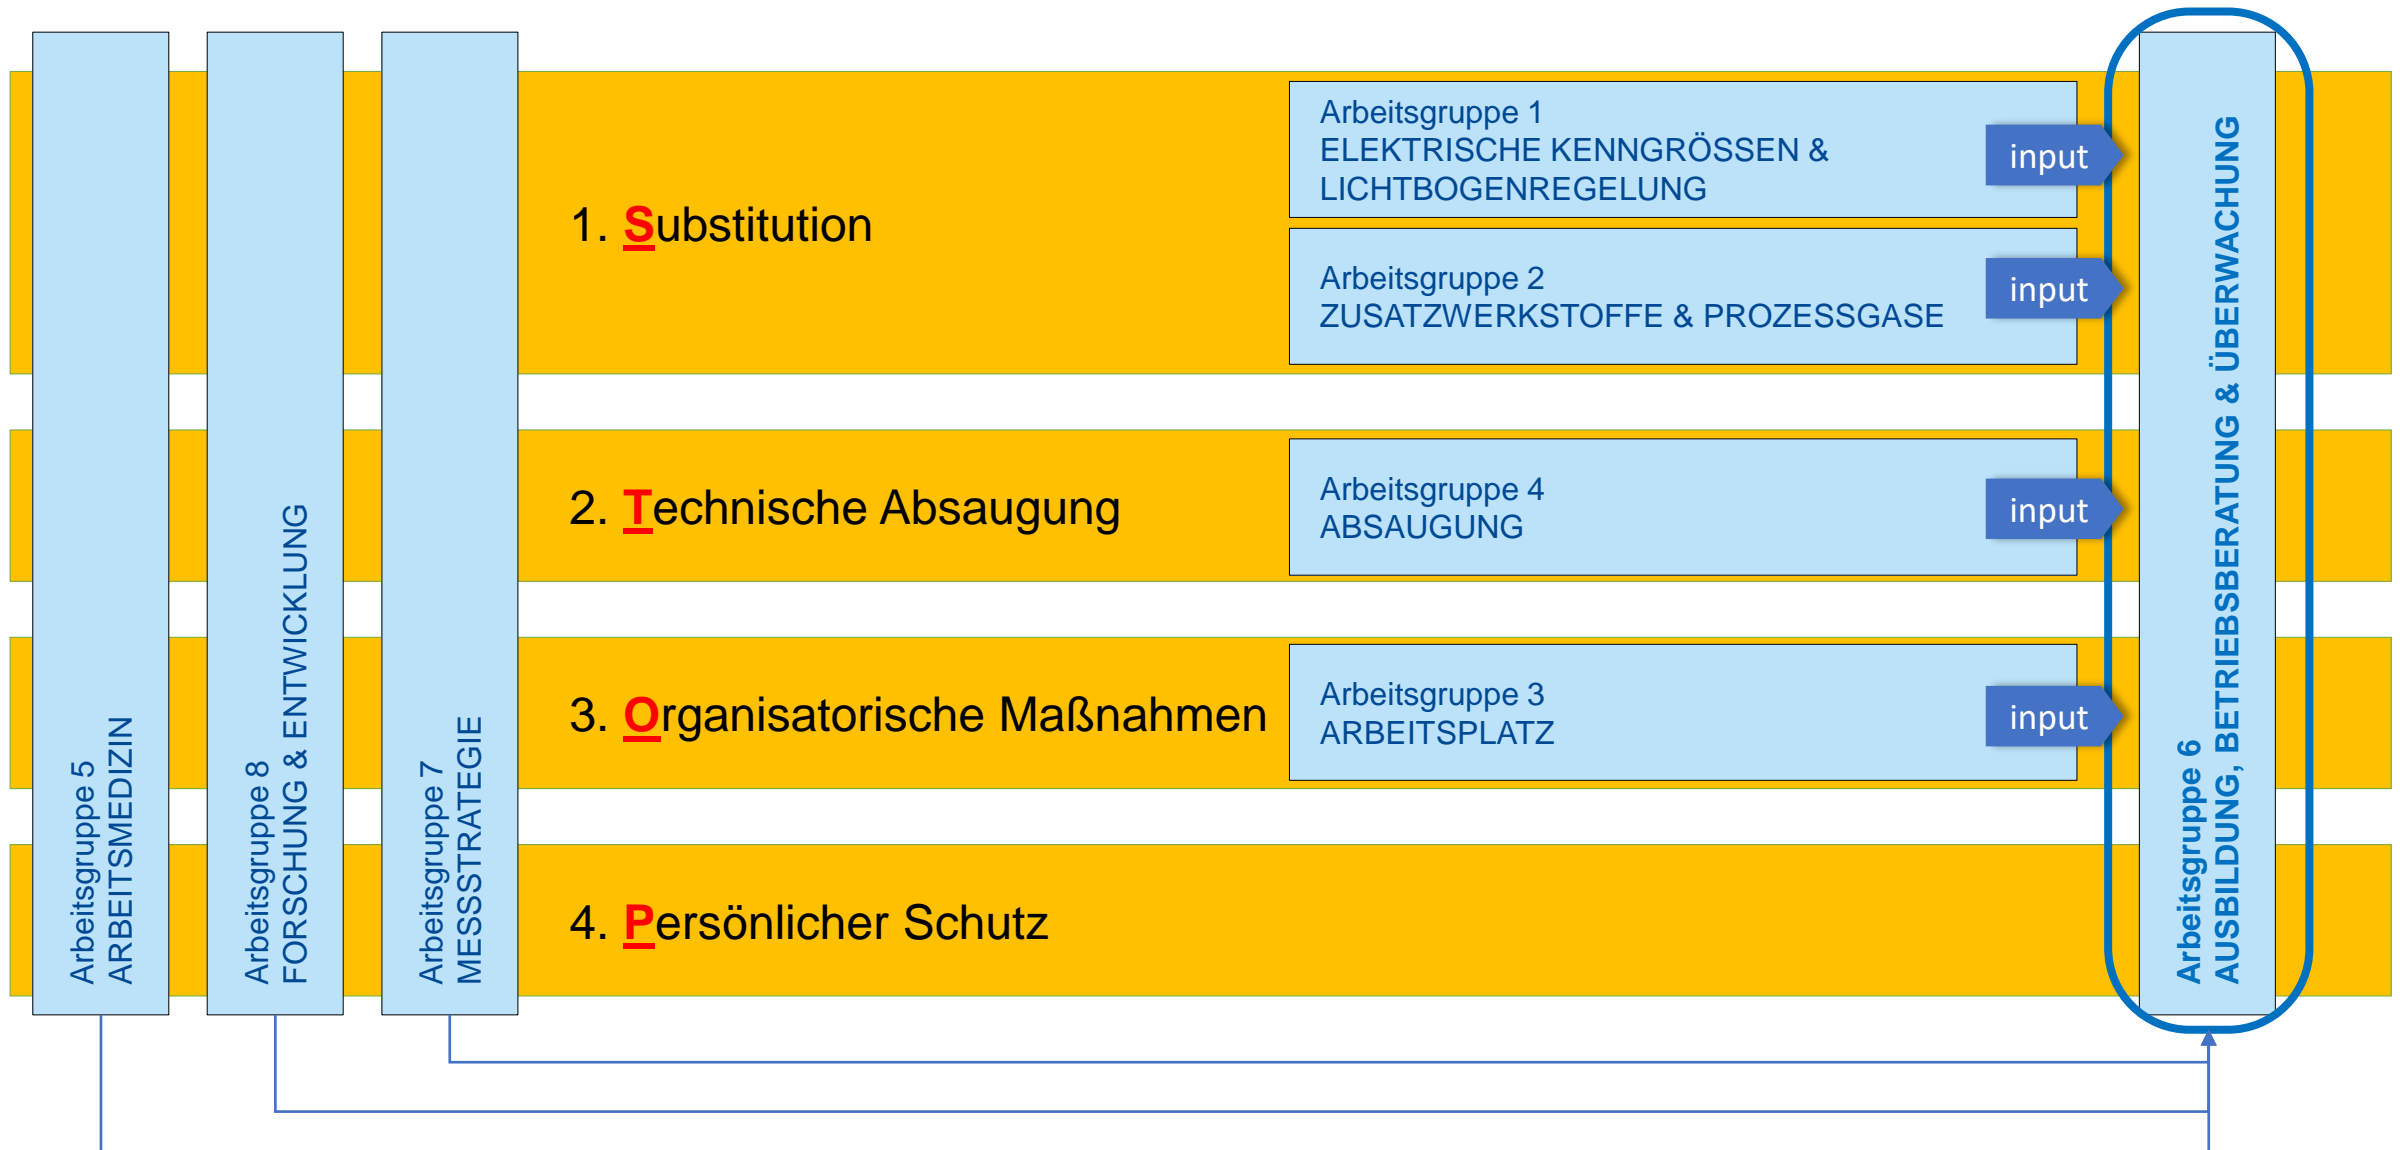 Arbeitsgruppe 5
ARBEITSMEDIZIN
Arbeitsgruppe 8
FORSCHUNG & ENTWICKLUNG
Arbeitsgruppe 7
MESSSTRATEGIE
1. Substitution
Arbeitsgruppe 1
ELEKTRISCHE KENNGRÖSSEN &
LICHTBOGENREGELUNG
input
Arbeitsgruppe 2
ZUSATZWERKSTOFFE & PROZESSGASE
input
2. Technische Absaugung
Arbeitsgruppe 4
ABSAUGUNG
input
3. Organisatorische Maßnahmen
Arbeitsgruppe 3
ARBEITSPLATZ
input
4. Persönlicher Schutz
Arbeitsgruppe 6
AUSBILDUNG, BETRIEBSBERATUNG & ÜBERWACHUNG